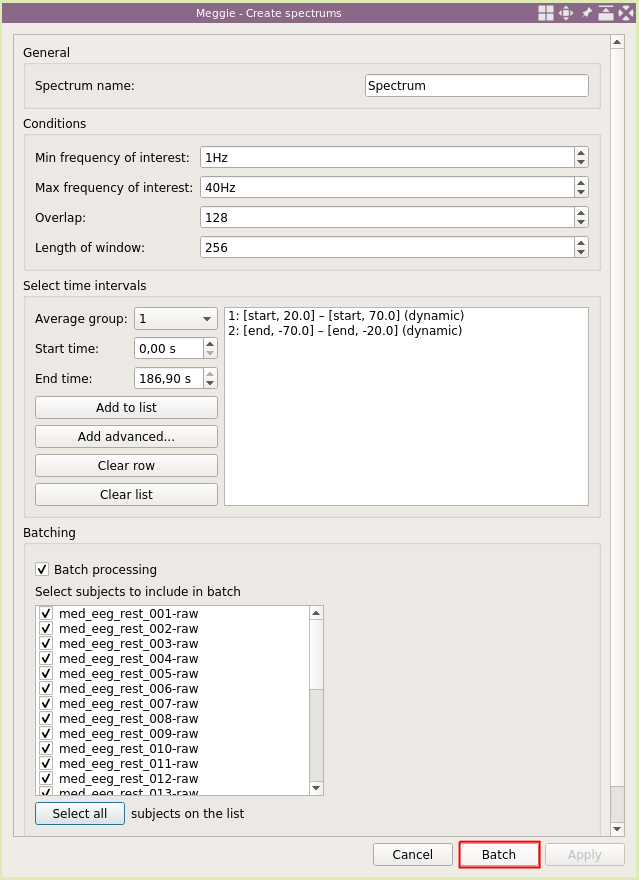 Meggie - Create spectrums
General
Spectrum name: Spectrum
Conditions
Min frequency of interest: 1Hz
Max frequency of interest: 40Hz
Overlap: 128
Length of window: 256
Select time intervals
Average group: 1
Start time: 0,00 s
End time: 186,90 s
Add to list
Add advanced...
Clear row
Clear list
1: [start, 20.0] – [start, 70.0] (dynamic)
2: [end, -70.0] – [end, -20.0] (dynamic)
Batching
Batch processing
Select subjects to include in batch
med_eeg_rest_001-raw
med_eeg_rest_002-raw
med_eeg_rest_003-raw
med_eeg_rest_004-raw
med_eeg_rest_005-raw
med_eeg_rest_006-raw
med_eeg_rest_007-raw
med_eeg_rest_008-raw
med_eeg_rest_009-raw
med_eeg_rest_010-raw
med_eeg_rest_011-raw
med_eeg_rest_012-raw
med_eeg_rest_013-raw
Select all subjects on the list
Cancel Batch Apply